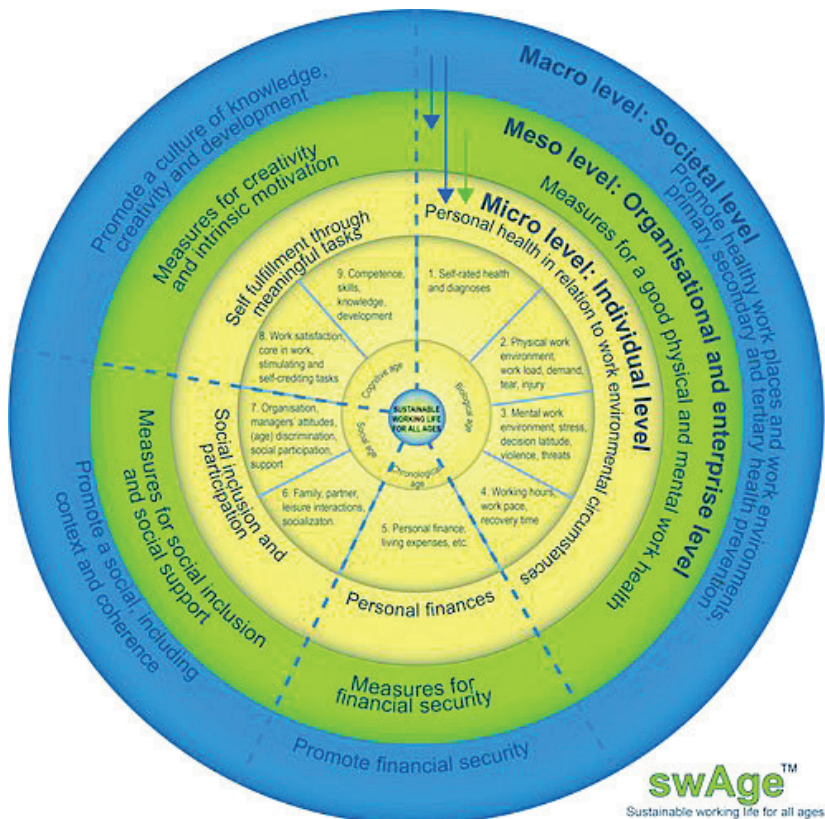 Macro level: Societal level
Promote healthy work places and work environments,
primary, secondary and tertiary health prevention
Meso level: Organisational and enterprise level
Measures for a good physical and mental work health
Micro level: Individual level
Personal health in relation to work environmental circumstances
Promote a culture of knowledge,
creativity and development
Measures for creativity
and intrinsic motivation
Self fulfillment through
meaningful tasks
9. Competence,
skills,
knowledge,
development
1. Self-rated health
and diagnoses
8. Work satisfaction,
core in work,
stimulating and
self-crediting tasks
2. Physical work
environment,
work load, demand,
tear, injury
Cognitive age
Biological age
SUSTAINABLE
WORKING LIFE
FOR ALL AGES
Social age
Chronological
age
7. Organisation,
managers' attitudes,
(age) discrimination,
social participation,
support
3. Mental work
environment, stress,
decision latitude,
violence, threats
6. Family, partner,
leisure interactions,
socializaton.
5. Personal finance,
living expenses, etc.
4. Working hours,
work pace,
recovery time
Social inclusion and
participation
Personal finances
Measures for social inclusion
and social support
Measures for
financial security
Promote a social, including
context and coherence
Promote financial security
swAge™
Sustainable working life for all ages